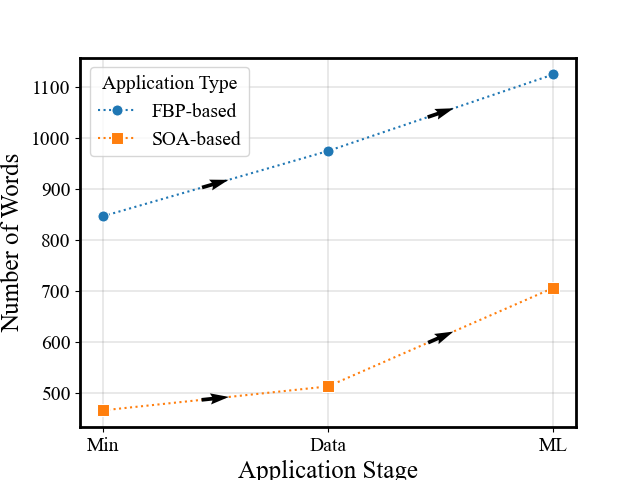 Application Type
FBP-based
SOA-based
1100
1000
900
800
700
600
500
Number of Words
Min
Data
ML
Application Stage